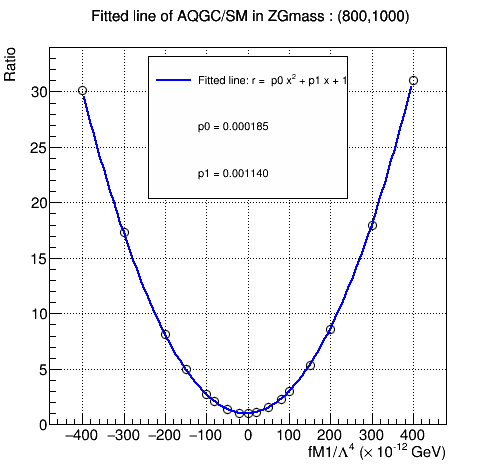 Fitted line of AQGC/SM in ZGmass : (800,1000)
Ratio
Fitted line: r = p0 x² + p1 x + 1
p0 = 0.000185
p1 = 0.001140
30
25
20
15
10
5
0
−400 −300 −200 −100 0 100 200 300 400
fM1/Λ⁴ (× 10⁻¹² GeV)